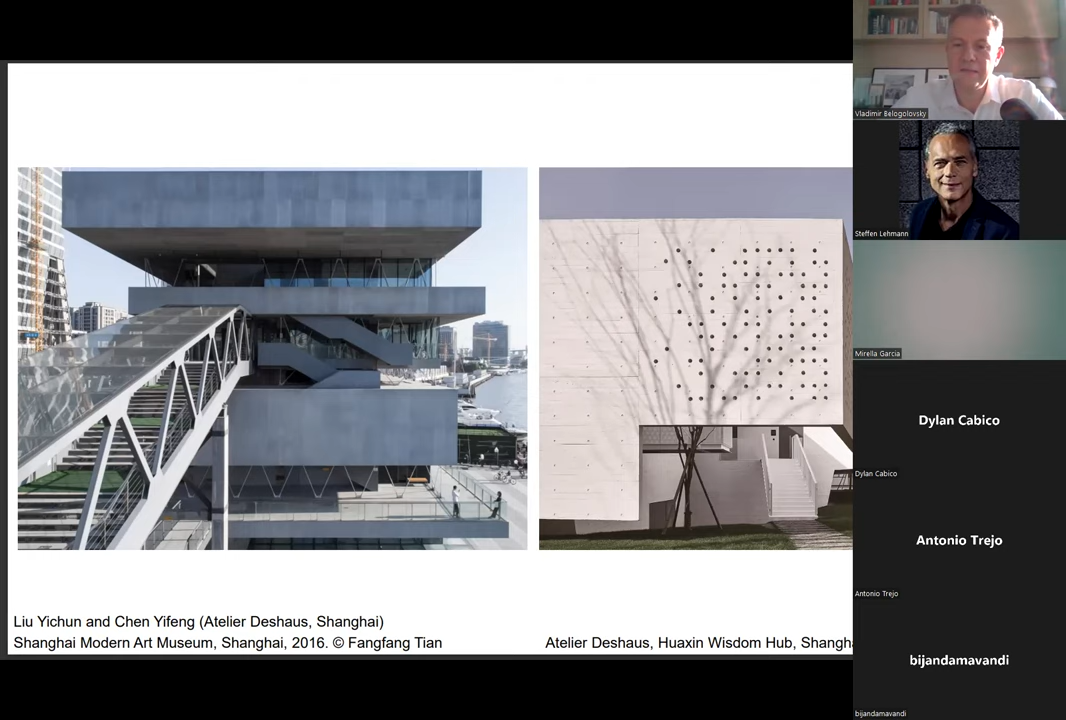 Liu Yichun and Chen Yifeng (Atelier Deshaus, Shanghai)
Shanghai Modern Art Museum, Shanghai, 2016. © Fangfang Tian
Atelier Deshaus, Huaxin Wisdom Hub, Shangha
Vladimir Belogolovsky
Steffen Lehmann
Mirella Garcia
Dylan Cabico
Dylan Cabico
Antonio Trejo
Antonio Trejo
bijandamavandi
bijandamavandi